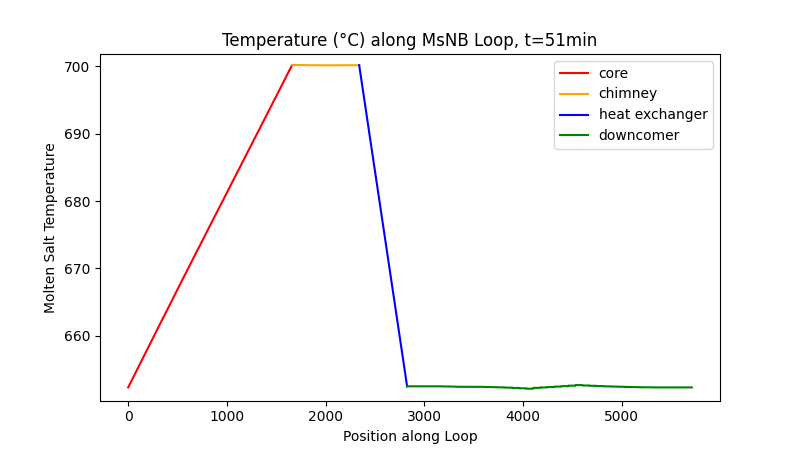 Temperature (°C) along MsNB Loop, t=51min
Molten Salt Temperature
700
690
680
670
660
core
chimney
heat exchanger
downcomer
0 1000 2000 3000 4000 5000
Position along Loop